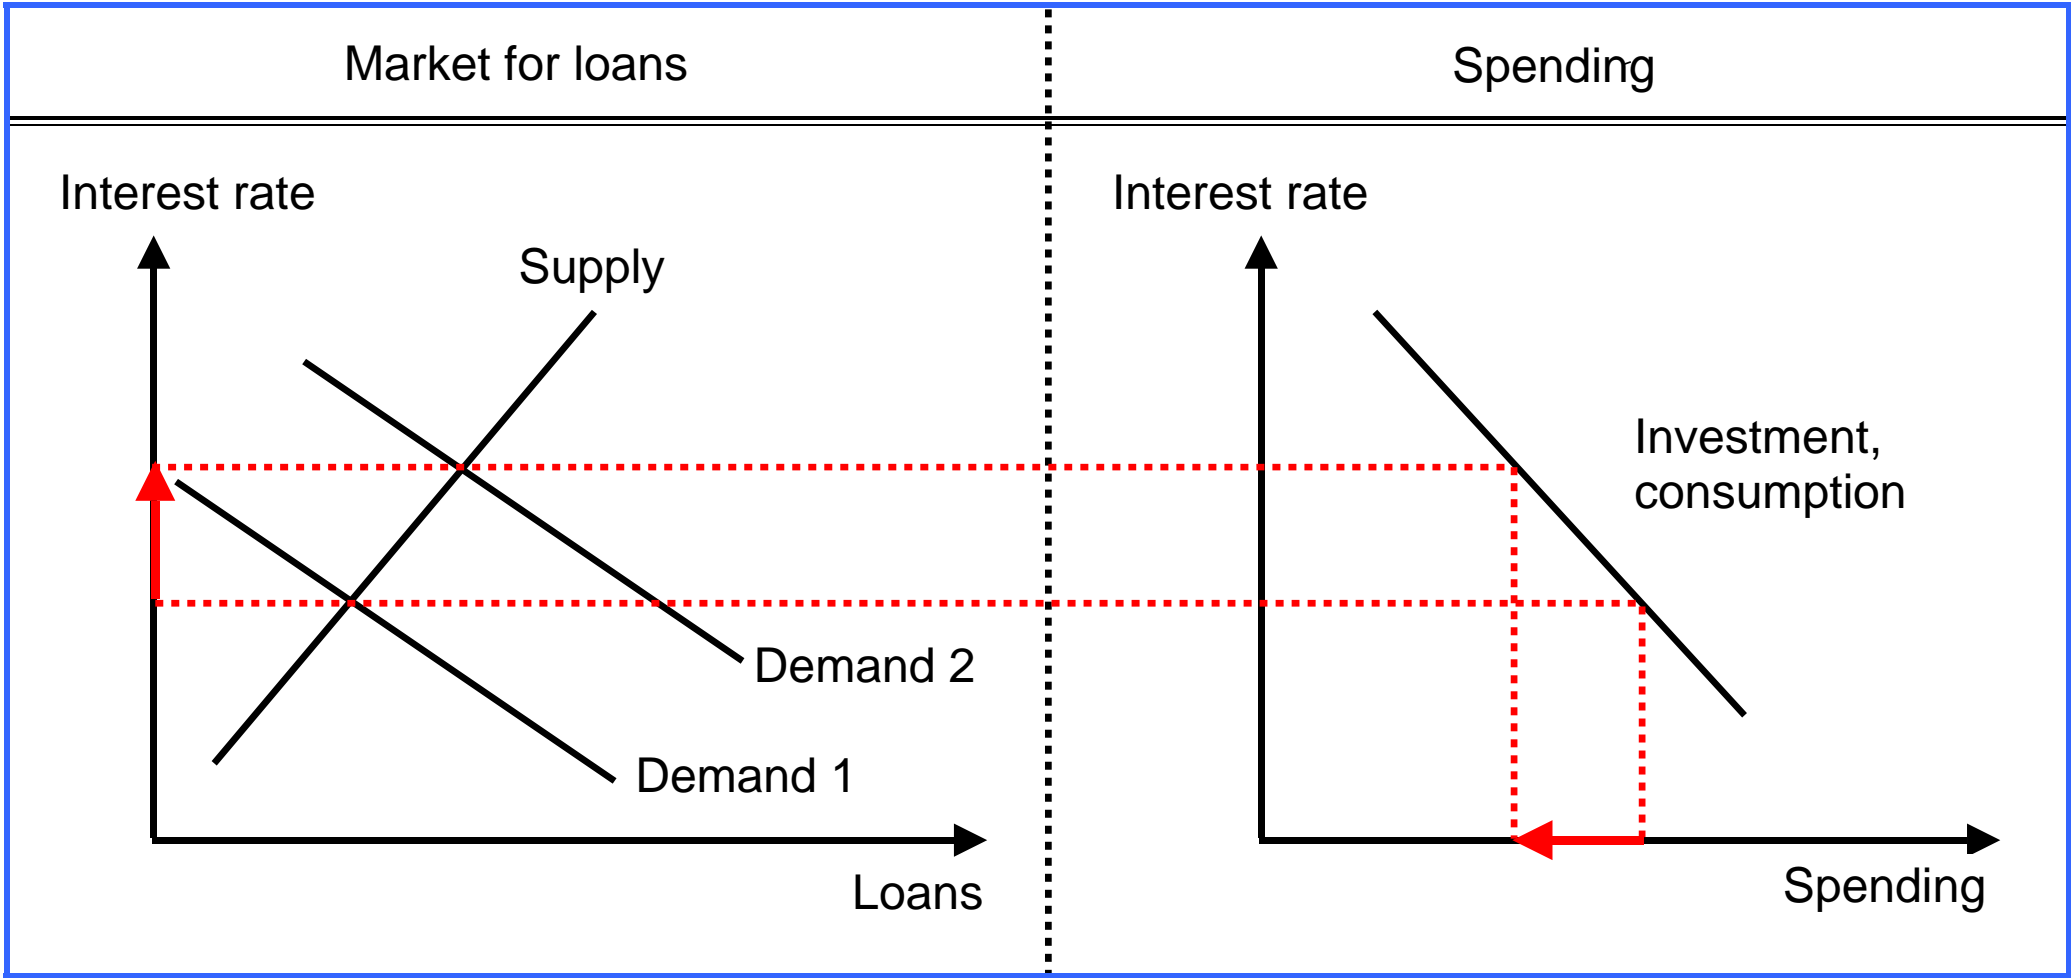 Market for loans
Spending
Interest rate
Supply
Demand 2
Demand 1
Loans
Interest rate
Investment,
consumption
Spending